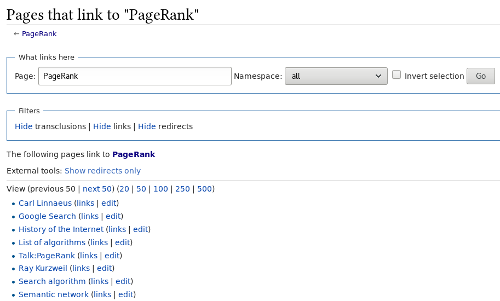 Pages that link to "PageRank"
← PageRank
What links here
Page: PageRank Namespace: all Invert selection Go
Filters
Hide transclusions | Hide links | Hide redirects
The following pages link to PageRank
External tools: Show redirects only
View (previous 50 | next 50) (20 | 50 | 100 | 250 | 500)
• Carl Linnaeus (links | edit)
• Google Search (links | edit)
• History of the Internet (links | edit)
• List of algorithms (links | edit)
• Talk:PageRank (links | edit)
• Ray Kurzweil (links | edit)
• Search algorithm (links | edit)
• Semantic network (links | edit)